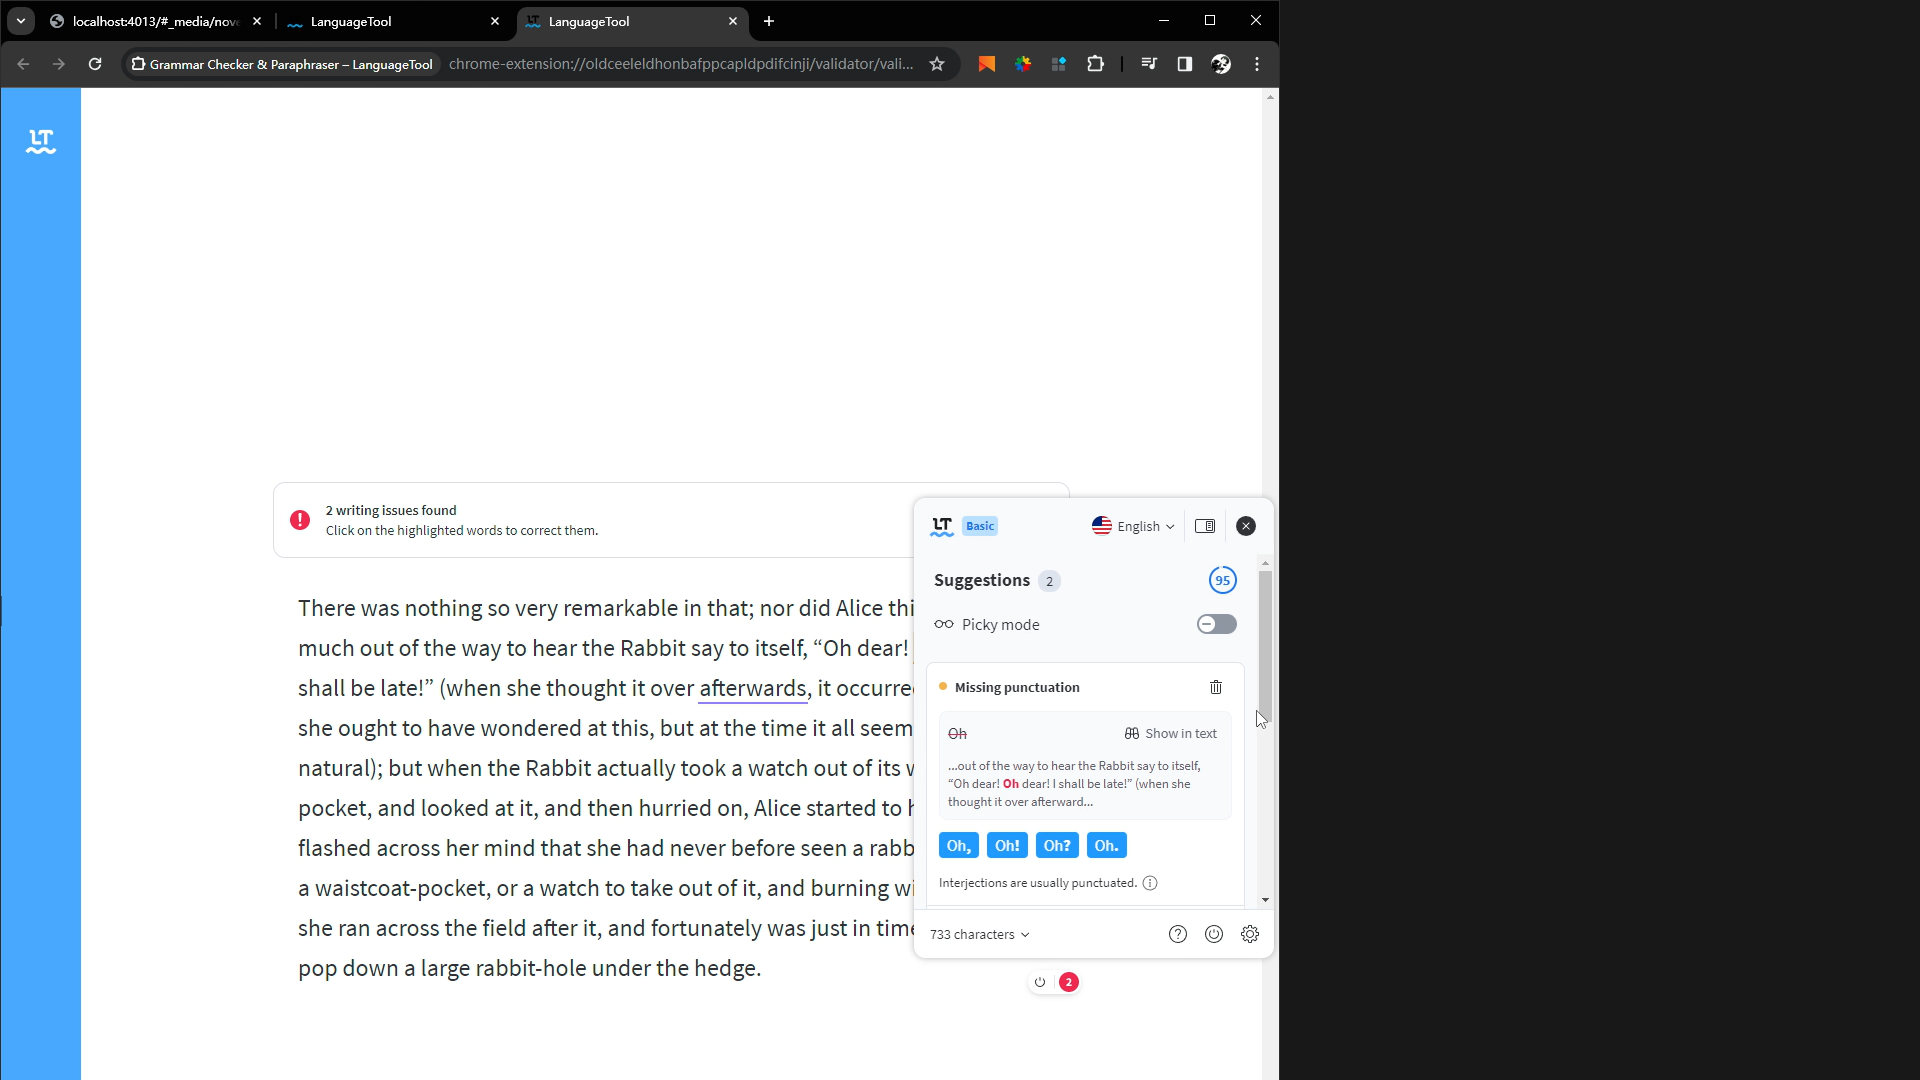 localhost:4013/#_media/nov
LanguageTool
LanguageTool
Grammar Checker & Paraphraser – LanguageTool
chrome-extension://oldceeleldhonbafppcapldpdifcinji/validator/vali...
LT
2 writing issues found
Click on the highlighted words to correct them.
There was nothing so very remarkable in that; nor did Alice thi
much out of the way to hear the Rabbit say to itself, “Oh dear!
shall be late!” (when she thought it over afterwards, it occurre
she ought to have wondered at this, but at the time it all seem
natural); but when the Rabbit actually took a watch out of its
pocket, and looked at it, and then hurried on, Alice started to
flashed across her mind that she had never before seen a rabb
a waistcoat-pocket, or a watch to take out of it, and burning wi
she ran across the field after it, and fortunately was just in time
pop down a large rabbit-hole under the hedge.
LT Basic
English
Suggestions 2
95
Picky mode
Missing punctuation
Oh
Show in text
...out of the way to hear the Rabbit say to itself,
“Oh dear! Oh dear! I shall be late!” (when she
thought it over afterward...
Oh, Oh! Oh? Oh.
Interjections are usually punctuated.
733 characters
2